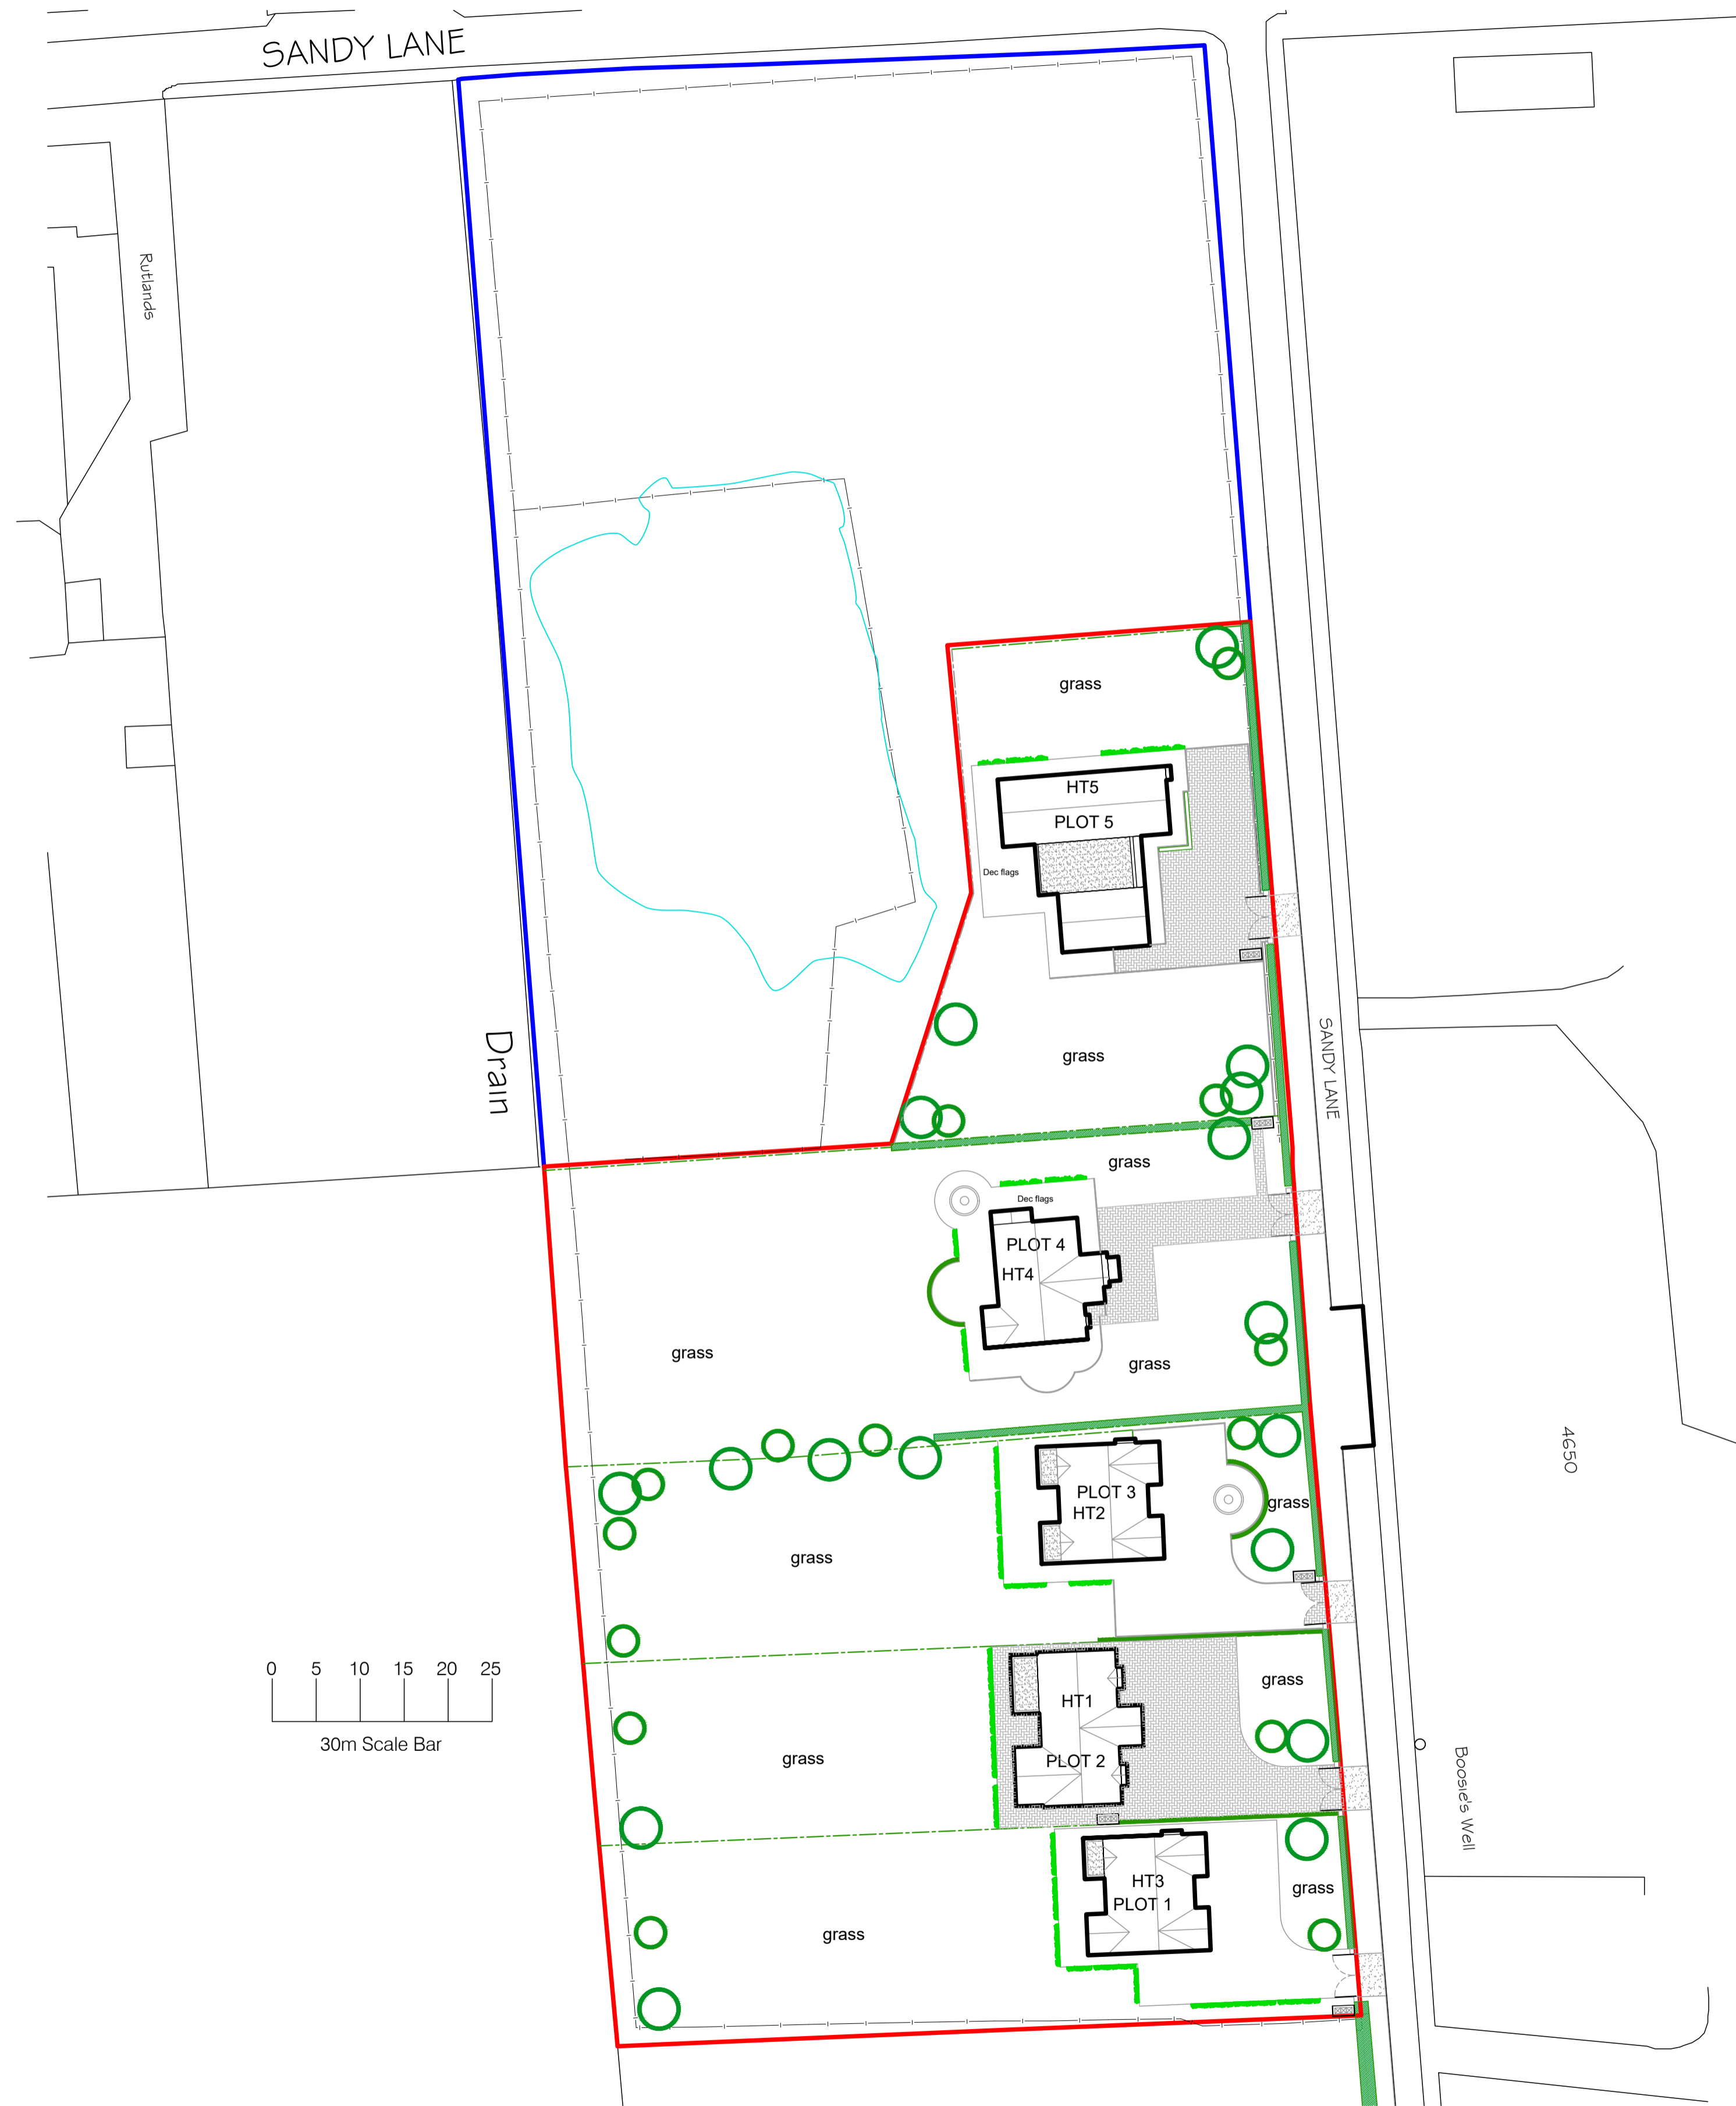 SANDY LANE
Rutlands
grass
HT5
PLOT 5
Dec flags
grass
Drain
SANDY LANE
grass
Dec flags
PLOT 4
HT4
grass
grass
4650
PLOT 3
HT2
grass
grass
0 5 10 15 20 25
30m Scale Bar
HT1
PLOT 2
grass
grass
Boosie's Well
HT3
PLOT 1
grass
grass